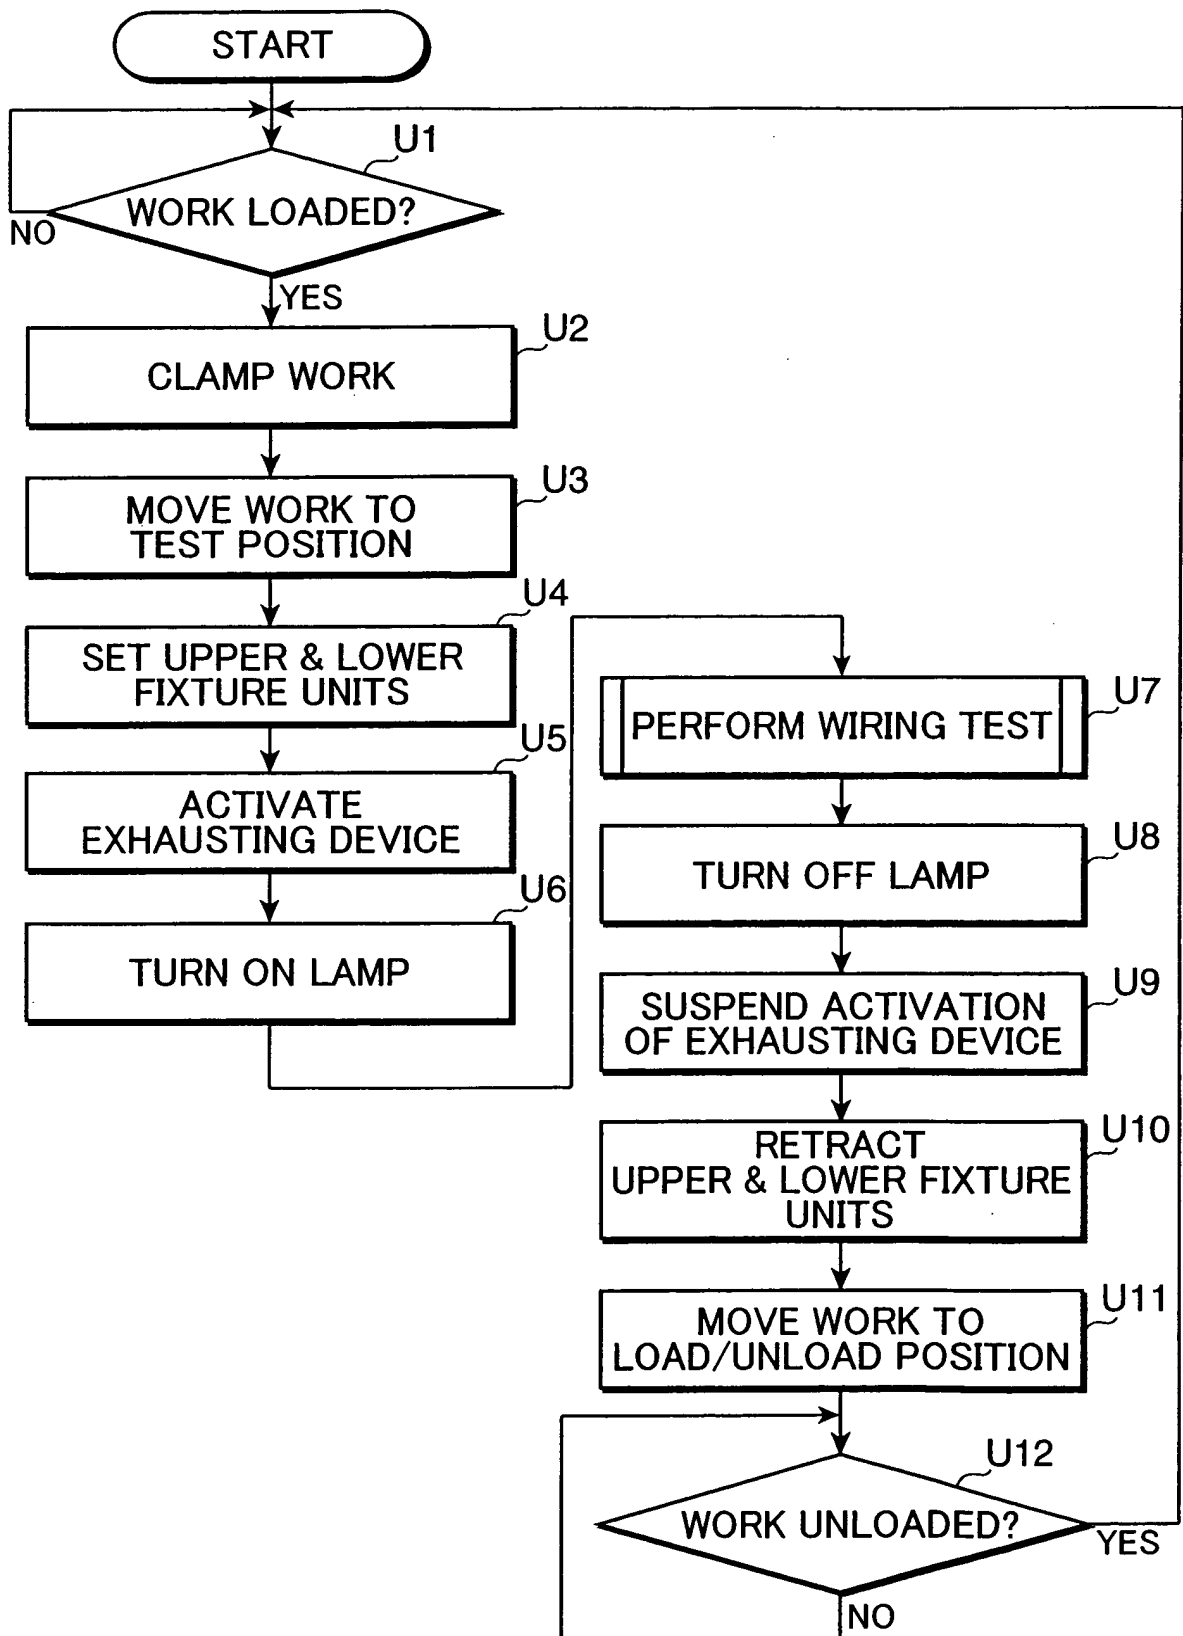 START
U1
WORK LOADED?
NO
YES
U2
CLAMP WORK
U3
MOVE WORK TO
TEST POSITION
U4
SET UPPER & LOWER
FIXTURE UNITS
U5
ACTIVATE
EXHAUSTING DEVICE
U6
TURN ON LAMP
U7
PERFORM WIRING TEST
U8
TURN OFF LAMP
U9
SUSPEND ACTIVATION
OF EXHAUSTING DEVICE
U10
RETRACT
UPPER & LOWER FIXTURE
UNITS
U11
MOVE WORK TO
LOAD/UNLOAD POSITION
U12
WORK UNLOADED?
YES
NO